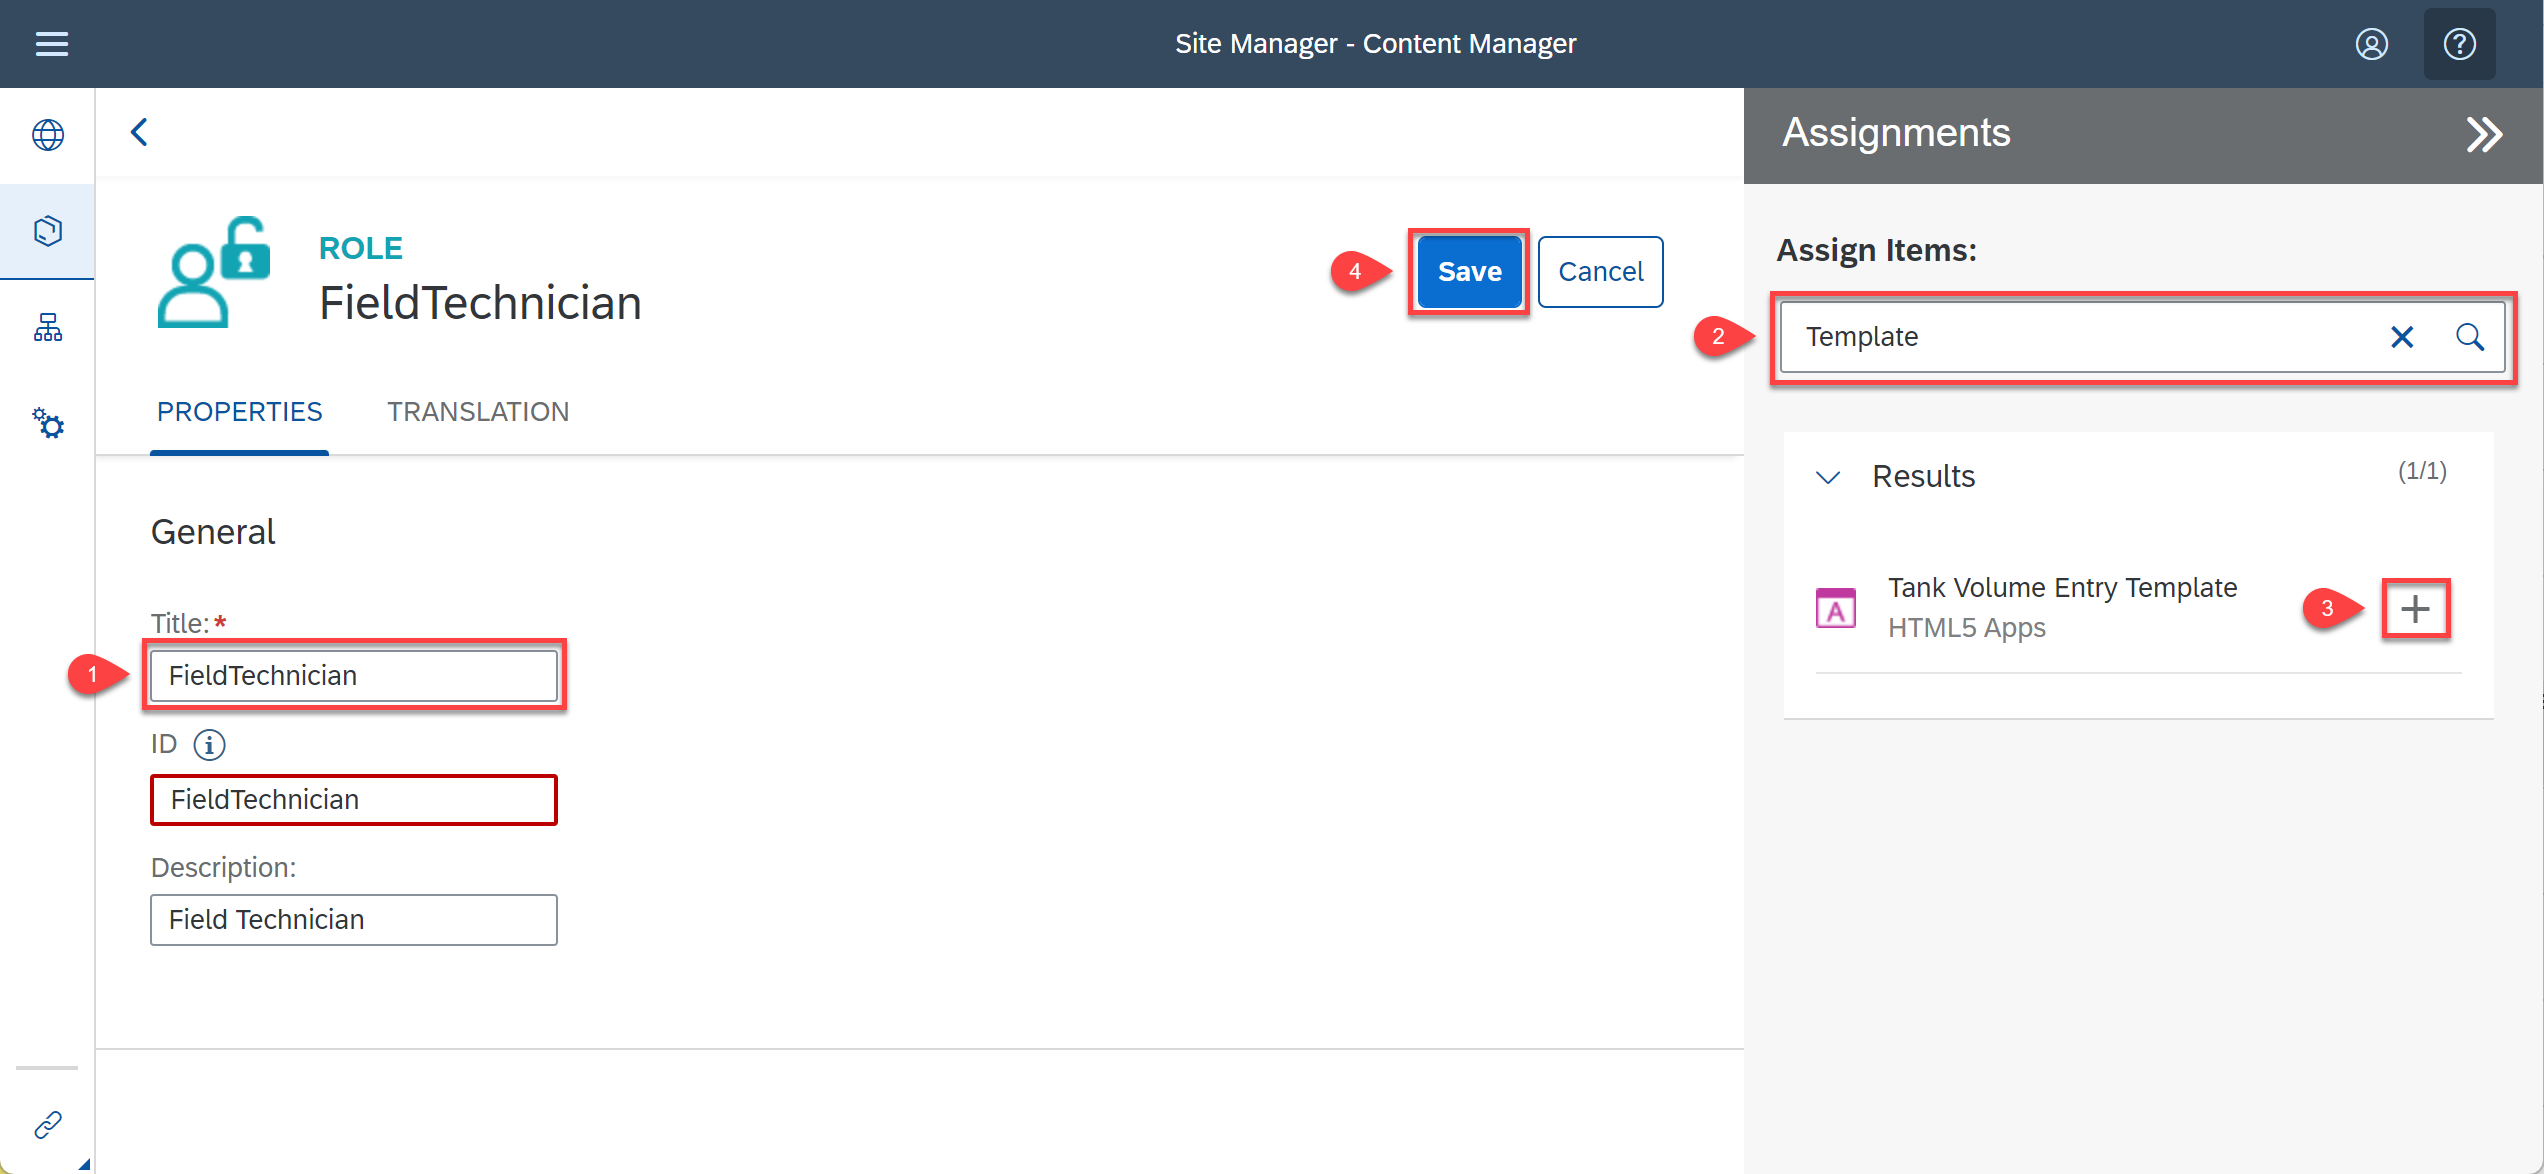 Site Manager - Content Manager
ROLE
FieldTechnician
4
Save
Cancel
PROPERTIES
TRANSLATION
General
Title:*
1
FieldTechnician
ID
FieldTechnician
Description:
Field Technician
Assignments
Assign Items:
2
Template
Results
(1/1)
A
Tank Volume Entry Template
HTML5 Apps
3